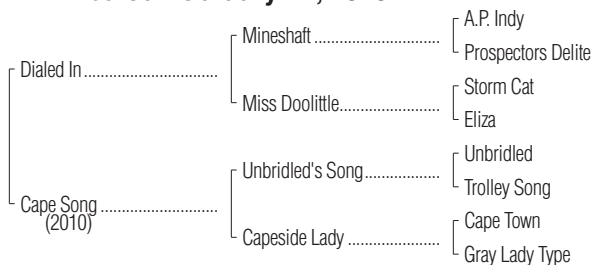 A.P. Indy
Mineshaft
Prospectors Delite
Dialed In
Storm Cat
Miss Doolittle
Eliza
Unbridled
Unbridled's Song
Trolley Song
Cape Song
(2010)
Cape Town
Capeside Lady
Gray Lady Type